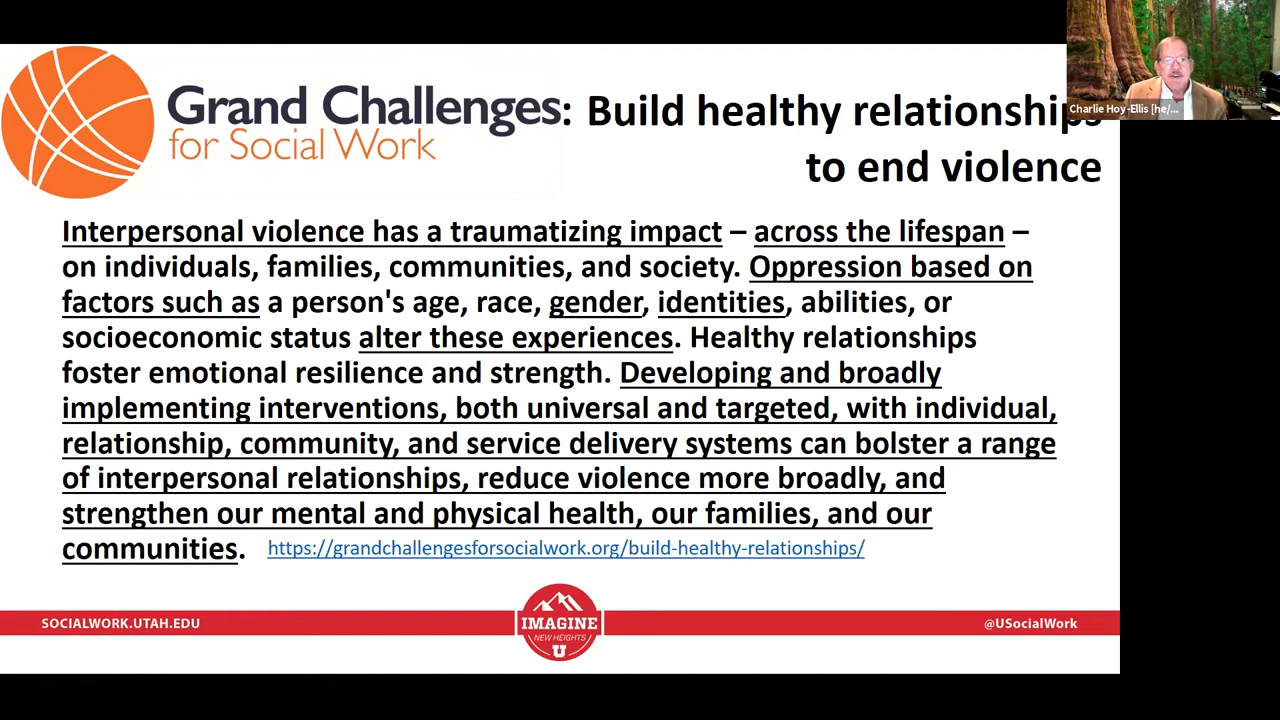 Charlie Hoy-Ellis [he/...
Grand Challenges: Build healthy relationships
for Social Work
to end violence
Interpersonal violence has a traumatizing impact – across the lifespan –
on individuals, families, communities, and society. Oppression based on
factors such as a person's age, race, gender, identities, abilities, or
socioeconomic status alter these experiences. Healthy relationships
foster emotional resilience and strength. Developing and broadly
implementing interventions, both universal and targeted, with individual,
relationship, community, and service delivery systems can bolster a range
of interpersonal relationships, reduce violence more broadly, and
strengthen our mental and physical health, our families, and our
communities. https://grandchallengesforsocialwork.org/build-healthy-relationships/
SOCIALWORK.UTAH.EDU
IMAGINE
NEW HEIGHTS
U
@USocialWork